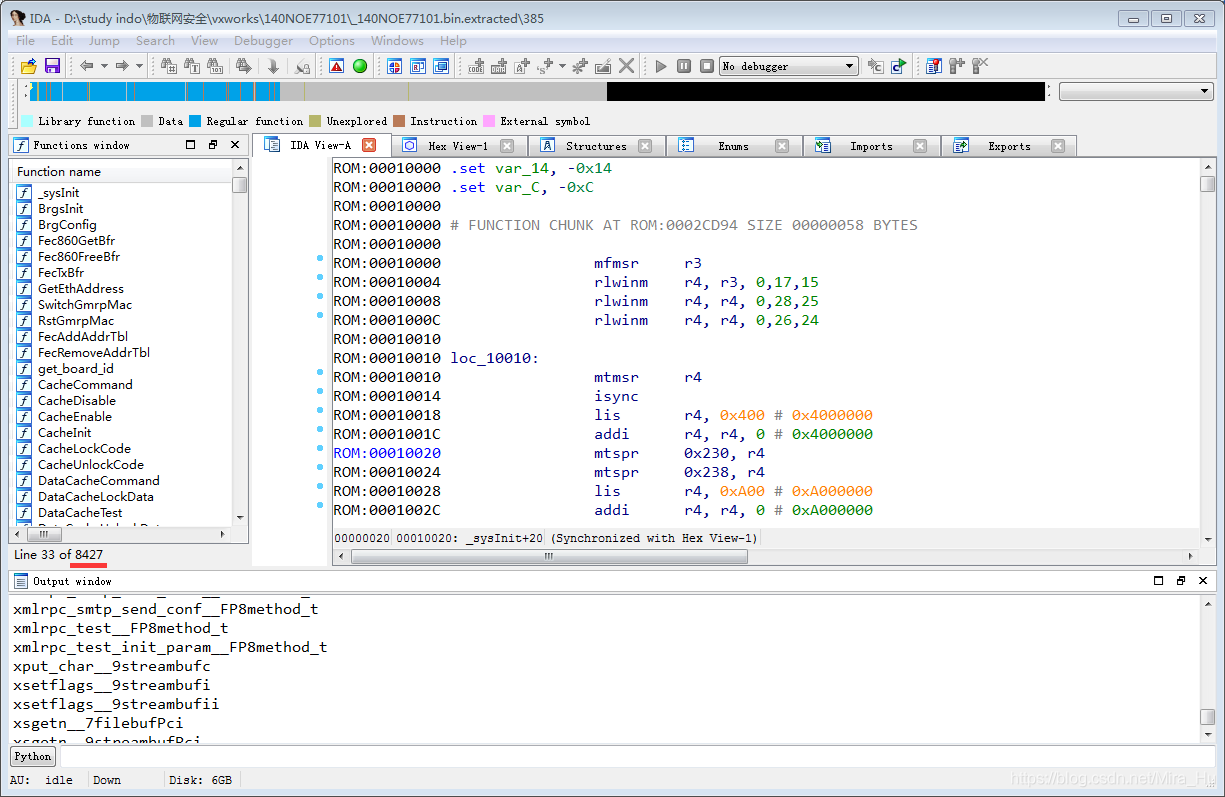 IDA - D:\study indo\物联网安全\vxworks\140NOE77101\_140NOE77101.bin.extracted\385
File Edit Jump Search View Debugger Options Windows Help
No debugger
Library function Data Regular function Unexplored Instruction External symbol
Functions window
IDA View-A Hex View-1 Structures Enums Imports Exports
Function name
_sysInit
BrgsInit
BrgConfig
Fec860GetBfr
Fec860FreeBfr
FecTxBfr
GetEthAddress
SwitchGmrpMac
RstGmrpMac
FecAddAddrTbl
FecRemoveAddrTbl
get_board_id
CacheCommand
CacheDisable
CacheEnable
CacheInit
CacheLockCode
CacheUnlockCode
DataCacheCommand
DataCacheLockData
DataCacheTest
Line 33 of 8427
ROM:00010000 .set var_14, -0x14
ROM:00010000 .set var_C, -0xC
ROM:00010000
ROM:00010000 # FUNCTION CHUNK AT ROM:0002CD94 SIZE 00000058 BYTES
ROM:00010000
ROM:00010000 mfmsr r3
ROM:00010004 rlwinm r4, r3, 0,17,15
ROM:00010008 rlwinm r4, r4, 0,28,25
ROM:0001000C rlwinm r4, r4, 0,26,24
ROM:00010010
ROM:00010010 loc_10010:
ROM:00010010 mtmsr r4
ROM:00010014 isync
ROM:00010018 lis r4, 0x400 # 0x4000000
ROM:0001001C addi r4, r4, 0 # 0x4000000
ROM:00010020 mtspr 0x230, r4
ROM:00010024 mtspr 0x238, r4
ROM:00010028 lis r4, 0xA00 # 0xA000000
ROM:0001002C addi r4, r4, 0 # 0xA000000
00000020 00010020: _sysInit+20 (Synchronized with Hex View-1)
Output window
xmlrpc_smtp_send_conf__FP8method_t
xmlrpc_test__FP8method_t
xmlrpc_test_init_param__FP8method_t
xput_char__9streambufc
xsetflags__9streambufi
xsetflags__9streambufii
xsgetn__7filebufPci
xsgetn__9streambufPci
Python
AU: idle Down Disk: 6GB